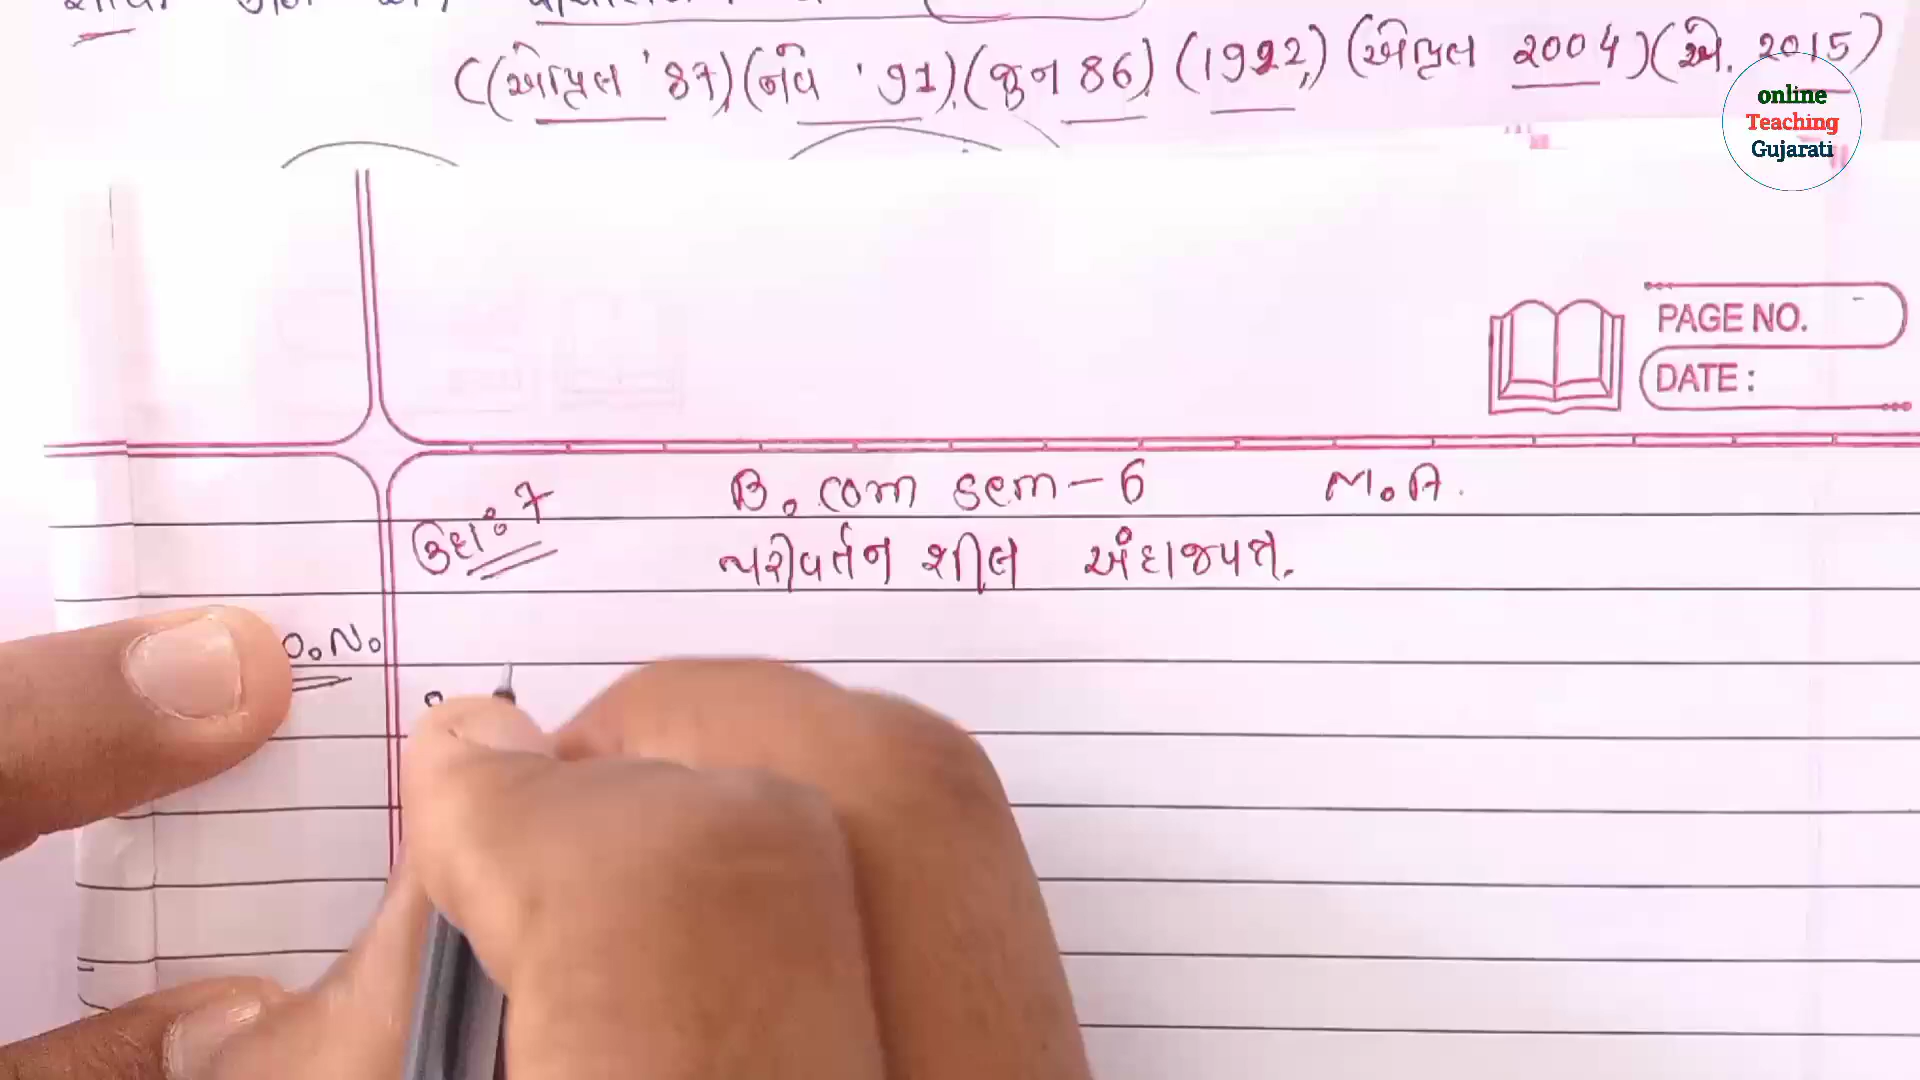 ((એપ્રિલ '87)(નવે '91)(જુન 86)(1992,)(એપ્રિલ 2004)(એ. 2015)
online
Teaching
Gujarati
PAGE NO.
DATE :
ઉદા° 7 B. com sem - 6 M. A.
પરીવર્તન શીલ અંદાજપત્ર.
O. No